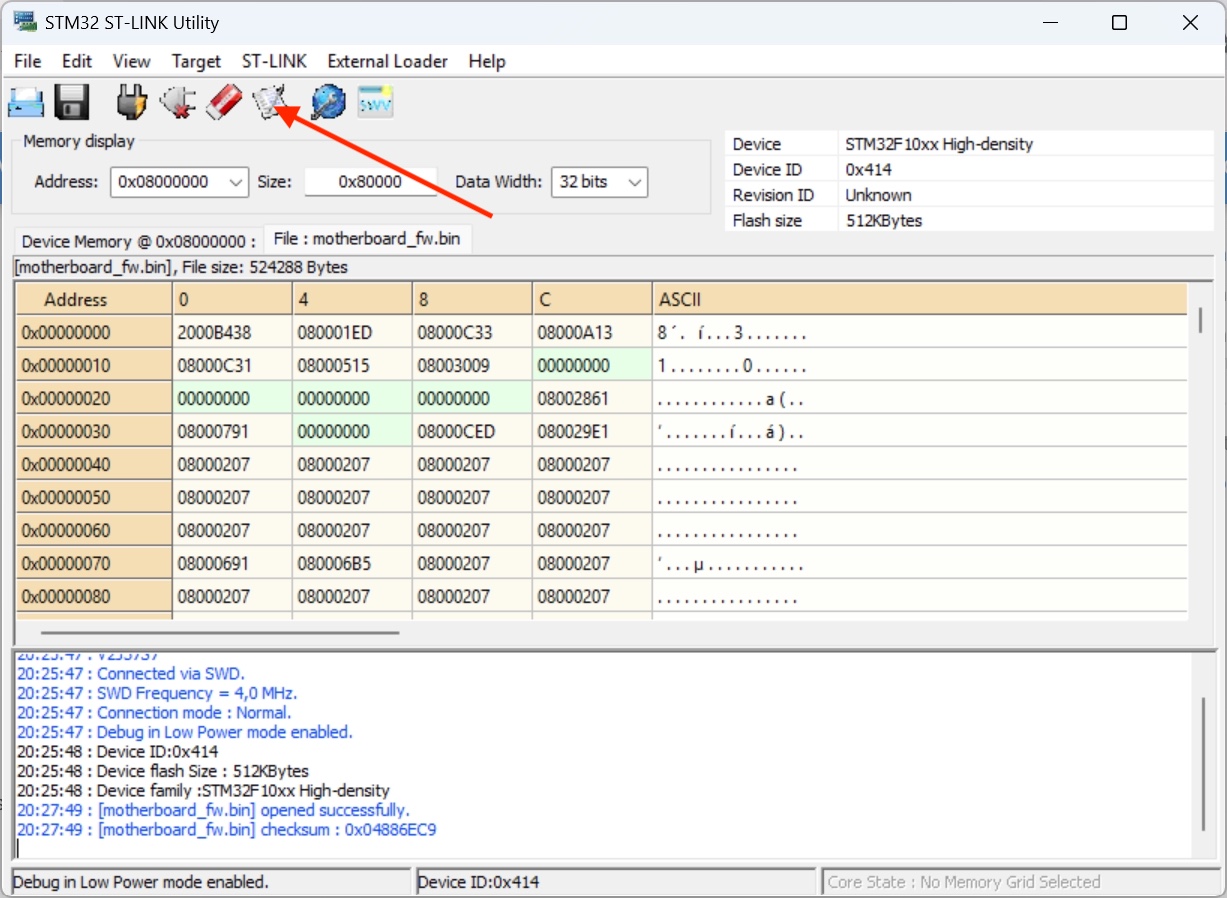 STM32 ST-LINK Utility
File Edit View Target ST-LINK External Loader Help
SWV
Memory display
Address: 0x08000000 Size: 0x80000 Data Width: 32 bits
Device STM32F10xx High-density
Device ID 0x414
Revision ID Unknown
Flash size 512KBytes
Device Memory @ 0x08000000 : File : motherboard_fw.bin
[motherboard_fw.bin], File size: 524288 Bytes
Address 0 4 8 C ASCII
0x00000000 2000B438 080001ED 08000C33 08000A13 8´. í...3.......
0x00000010 08000C31 08000515 08003009 00000000 1........0......
0x00000020 00000000 00000000 00000000 08002861 ............a(..
0x00000030 08000791 00000000 08000CED 080029E1 ‘.......í...á)..
0x00000040 08000207 08000207 08000207 08000207 ................
0x00000050 08000207 08000207 08000207 08000207 ................
0x00000060 08000207 08000207 08000207 08000207 ................
0x00000070 08000691 080006B5 08000207 08000207 ‘...µ...........
0x00000080 08000207 08000207 08000207 08000207 ................
20:25:47 : V2J37S7
20:25:47 : Connected via SWD.
20:25:47 : SWD Frequency = 4,0 MHz.
20:25:47 : Connection mode : Normal.
20:25:47 : Debug in Low Power mode enabled.
20:25:48 : Device ID:0x414
20:25:48 : Device flash Size : 512KBytes
20:25:48 : Device family :STM32F10xx High-density
20:27:49 : [motherboard_fw.bin] opened successfully.
20:27:49 : [motherboard_fw.bin] checksum : 0x04886EC9
Debug in Low Power mode enabled. Device ID:0x414 Core State : No Memory Grid Selected